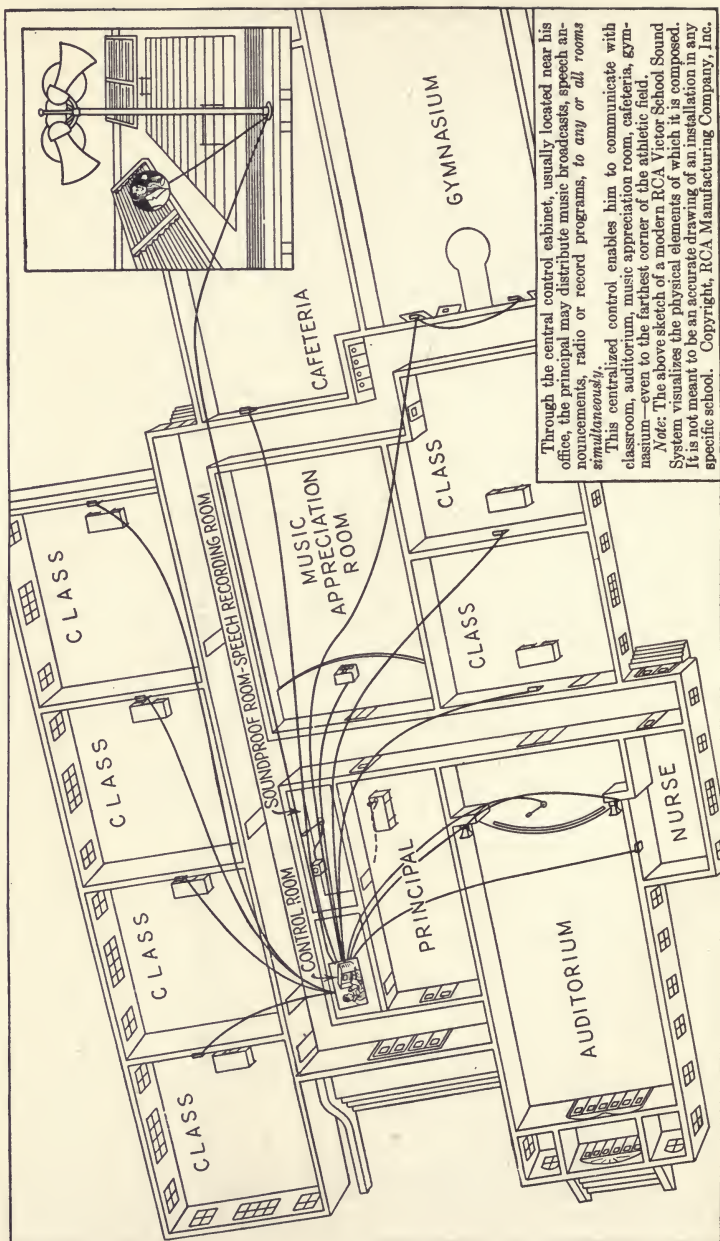 CLASS
CLASS
CLASS
CLASS
CONTROL ROOM
SOUNDPROOF ROOM-SPEECH RECORDING ROOM
CAFETERIA
MUSIC
APPRECIATION
ROOM
GYMNASIUM
PRINCIPAL
CLASS
CLASS
AUDITORIUM
NURSE
Through the central control cabinet, usually located near his
office, the principal may distribute music broadcasts, speech an-
nouncements, radio or record programs, to any or all rooms
simultaneously.
This centralized control enables him to communicate with
classroom, auditorium, music appreciation room, cafeteria, gym-
nasium—even to the farthest corner of the athletic field.
Note: The above sketch of a modern RCA Victor School Sound
System visualizes the physical elements of which it is composed.
It is not meant to be an accurate drawing of an installation in any
specific school. Copyright, RCA Manufacturing Company, Inc.